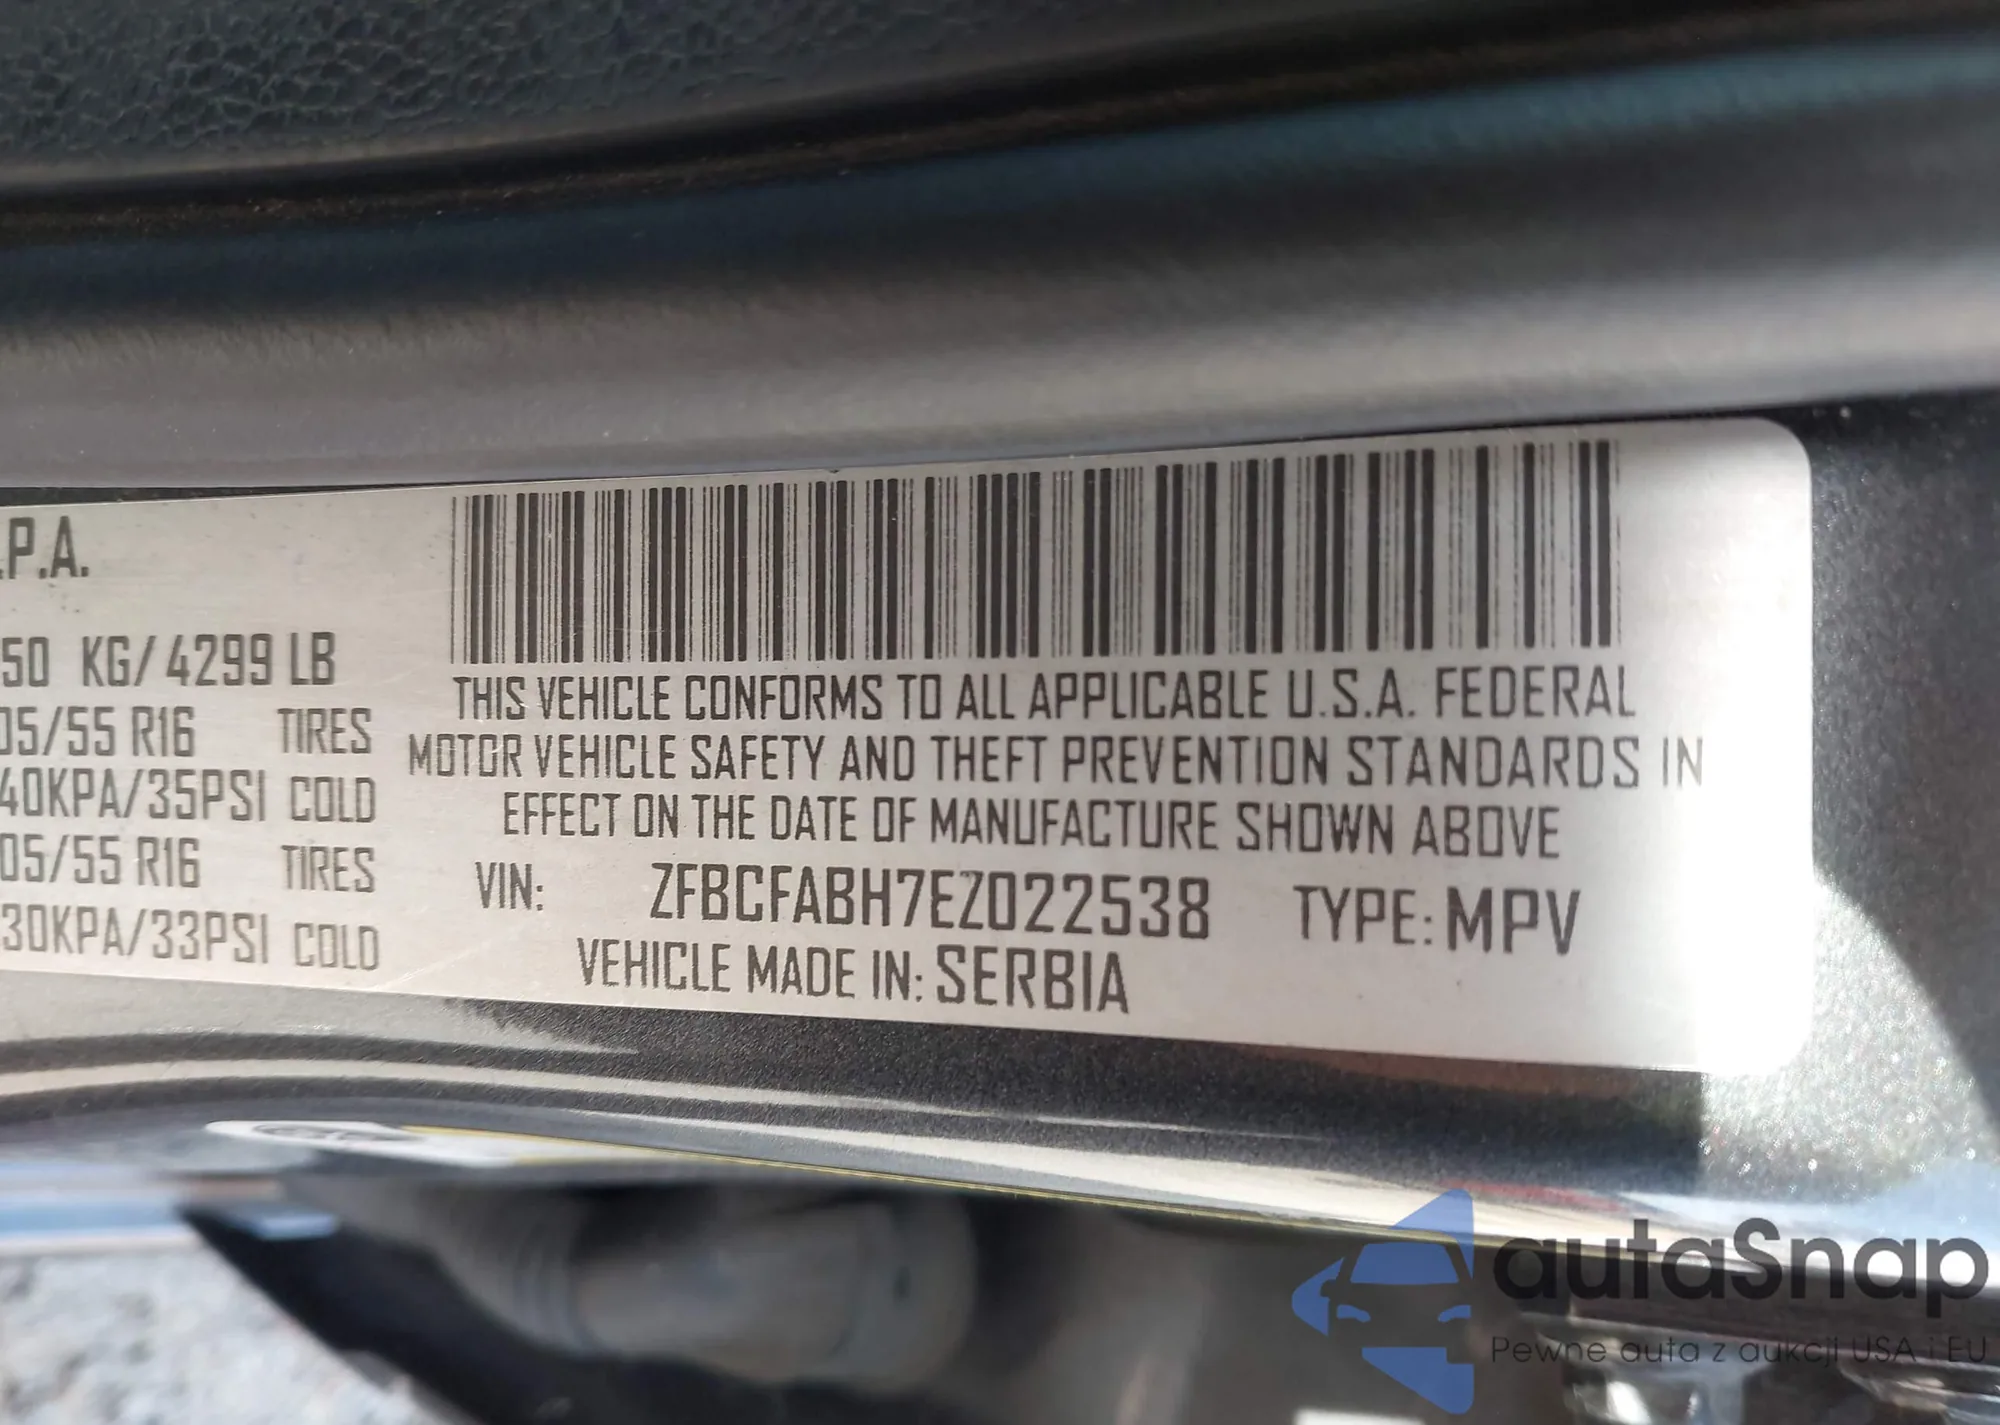 .P.A.
50 KG/ 4299 LB
05/55 R16 TIRES
40KPA/35PSI COLD
05/55 R16 TIRES
30KPA/33PSI COLD
THIS VEHICLE CONFORMS TO ALL APPLICABLE U.S.A. FEDERAL
MOTOR VEHICLE SAFETY AND THEFT PREVENTION STANDARDS IN
EFFECT ON THE DATE OF MANUFACTURE SHOWN ABOVE
VIN: ZFBCFABH7EZ022538 TYPE: MPV
VEHICLE MADE IN: SERBIA
autaSnap
Pewne auta z aukcji USA i EU